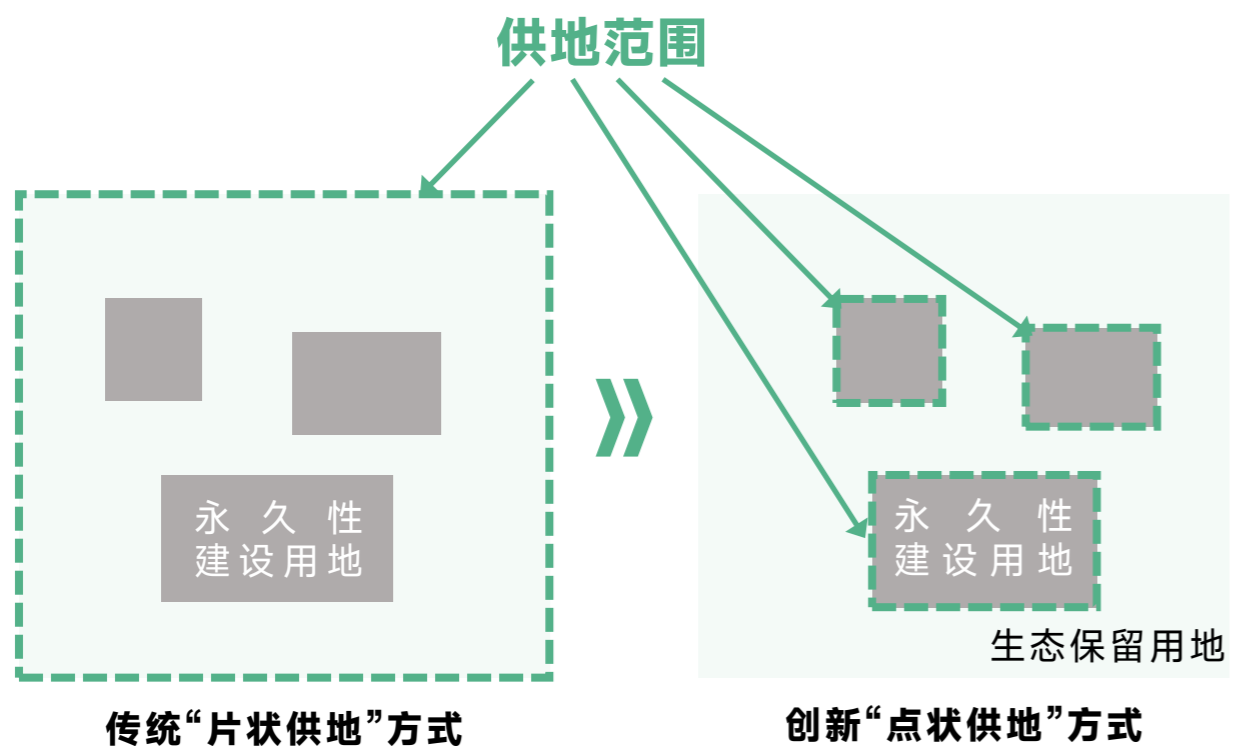 供地范围
永久性
建设用地
永久性
建设用地
生态保留用地
传统“片状供地”方式
创新“点状供地”方式